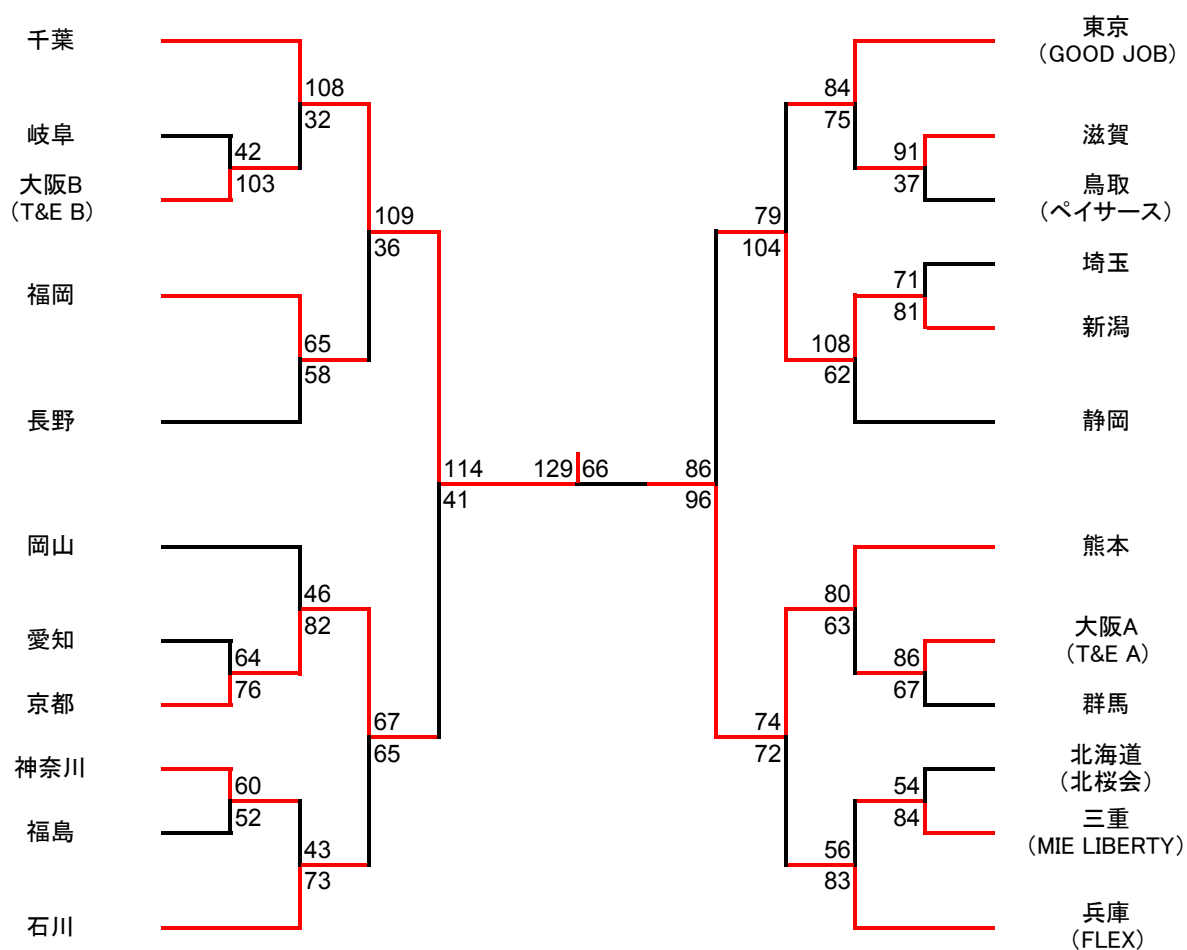 千葉
108
32
岐阜
42
大阪B
(T&E B)
103
109
36
福岡
65
58
長野
114
41
129
66
岡山
46
82
愛知
64
京都
76
67
65
神奈川
60
福島
52
43
73
石川
東京
(GOOD JOB)
84
75
滋賀
91
37
鳥取
(ペイサース)
79
104
埼玉
71
81
新潟
108
62
静岡
86
96
熊本
80
63
大阪A
(T&E A)
86
67
群馬
74
72
北海道
(北桜会)
54
84
三重
(MIE LIBERTY)
56
83
兵庫
(FLEX)